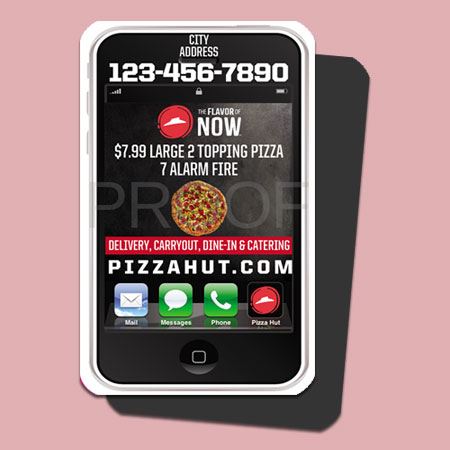 CITY
ADDRESS
123-456-7890
THE FLAVOR OF
NOW
$7.99 LARGE 2 TOPPING PIZZA
7 ALARM FIRE
PROOF
DELIVERY, CARRYOUT, DINE-IN & CATERING
PIZZAHUT.COM
Mail Messages Phone Pizza Hut